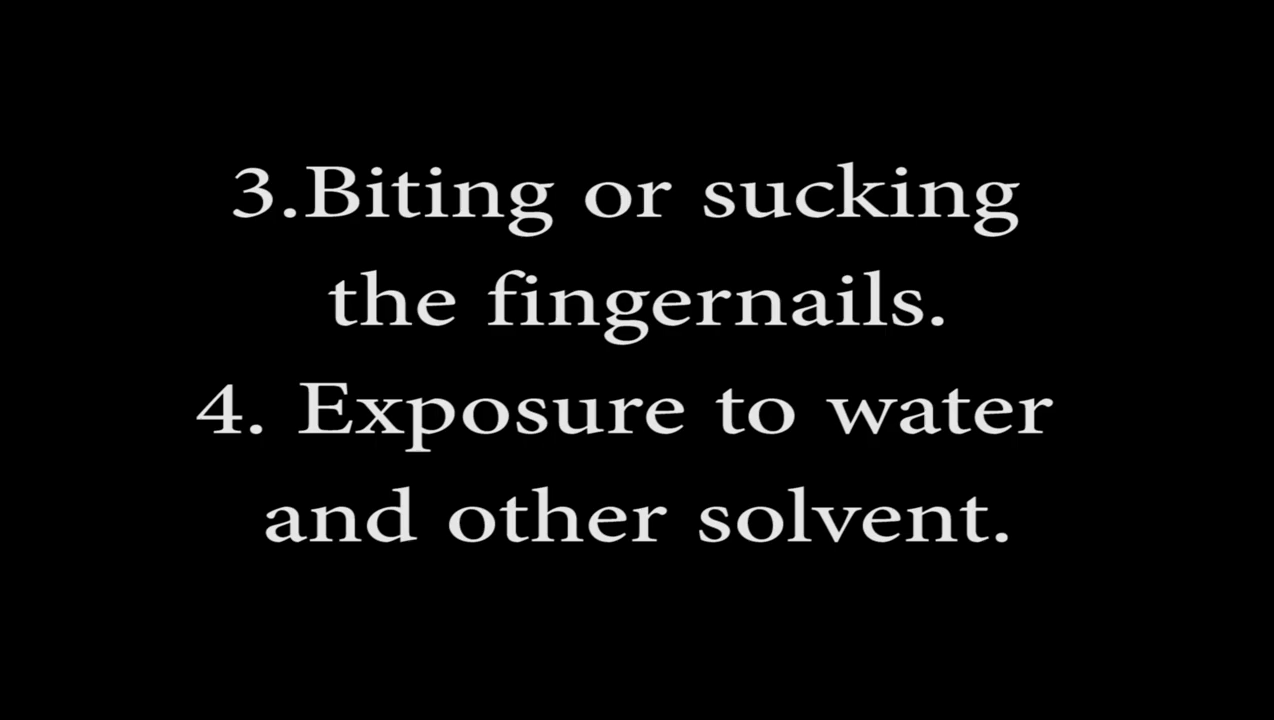 3.Biting or sucking
the fingernails.
4. Exposure to water
and other solvent.